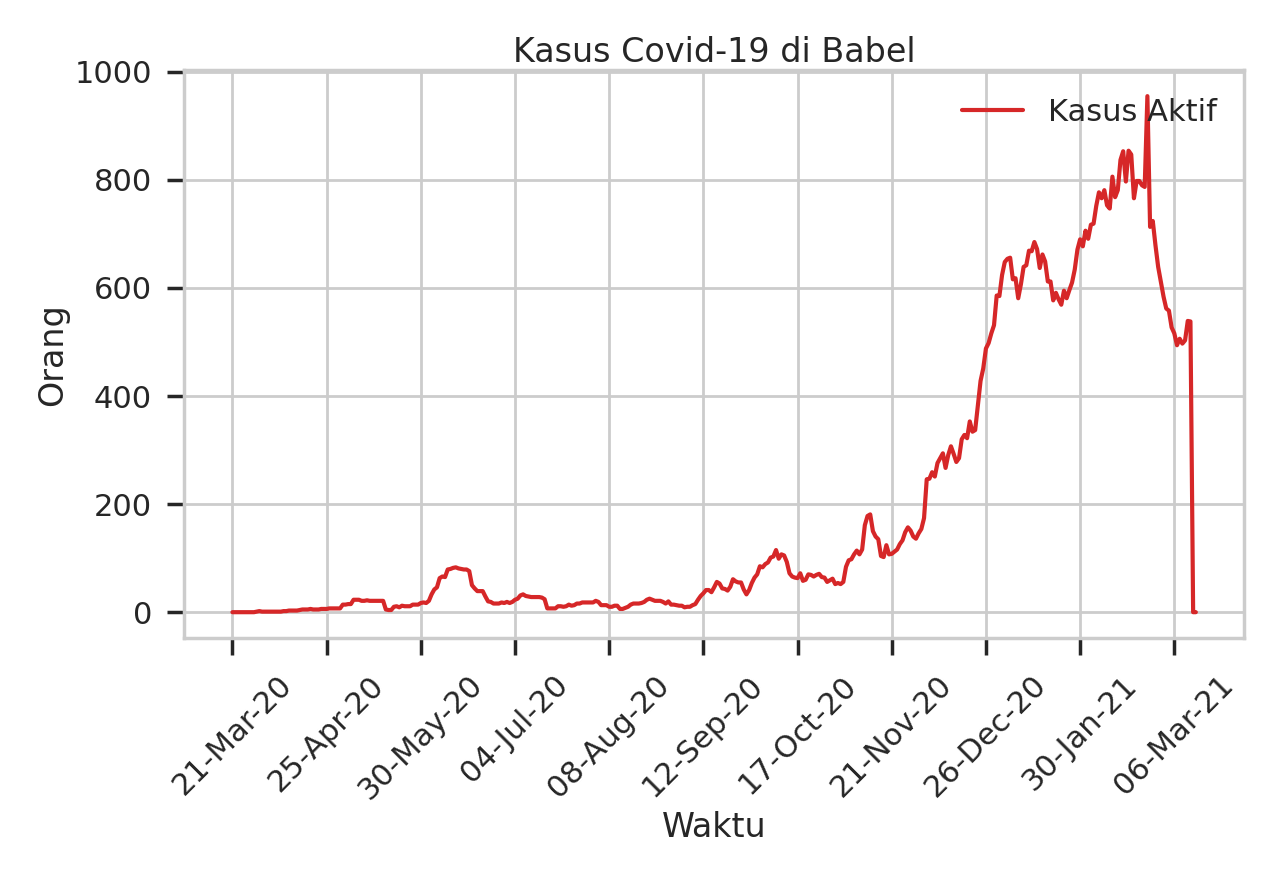 Kasus Covid-19 di Babel
Kasus Aktif
Orang
1000
800
600
400
200
0
21-Mar-20
25-Apr-20
30-May-20
04-Jul-20
08-Aug-20
12-Sep-20
17-Oct-20
21-Nov-20
26-Dec-20
30-Jan-21
06-Mar-21
Waktu